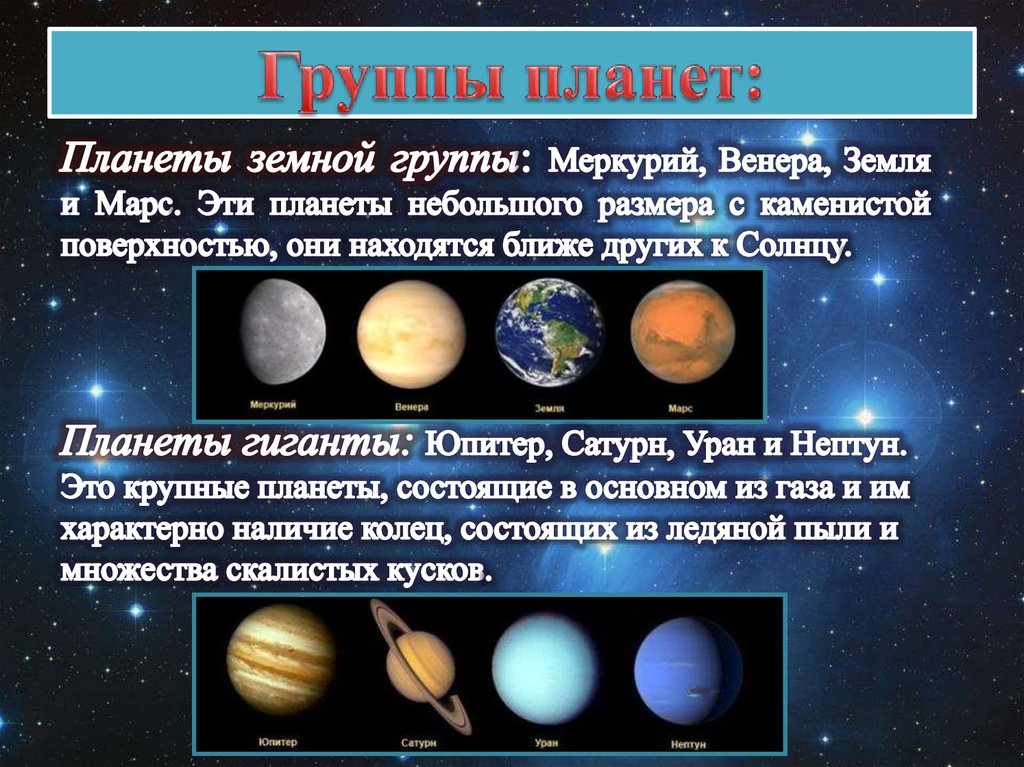 Группы планет:
Планеты земной группы: Меркурий, Венера, Земля
и Марс. Эти планеты небольшого размера с каменистой
поверхностью, они находятся ближе других к Солнцу.
Меркурий
Венера
Земля
Марс
Планеты гиганты: Юпитер, Сатурн, Уран и Нептун.
Это крупные планеты, состоящие в основном из газа и им
характерно наличие колец, состоящих из ледяной пыли и
множества скалистых кусков.
Юпитер
Сатурн
Уран
Нептун